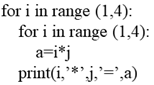 for i in range (1,4):
for i in range (1,4):
a=i*j
print(i,’*’,j,’=’,a)